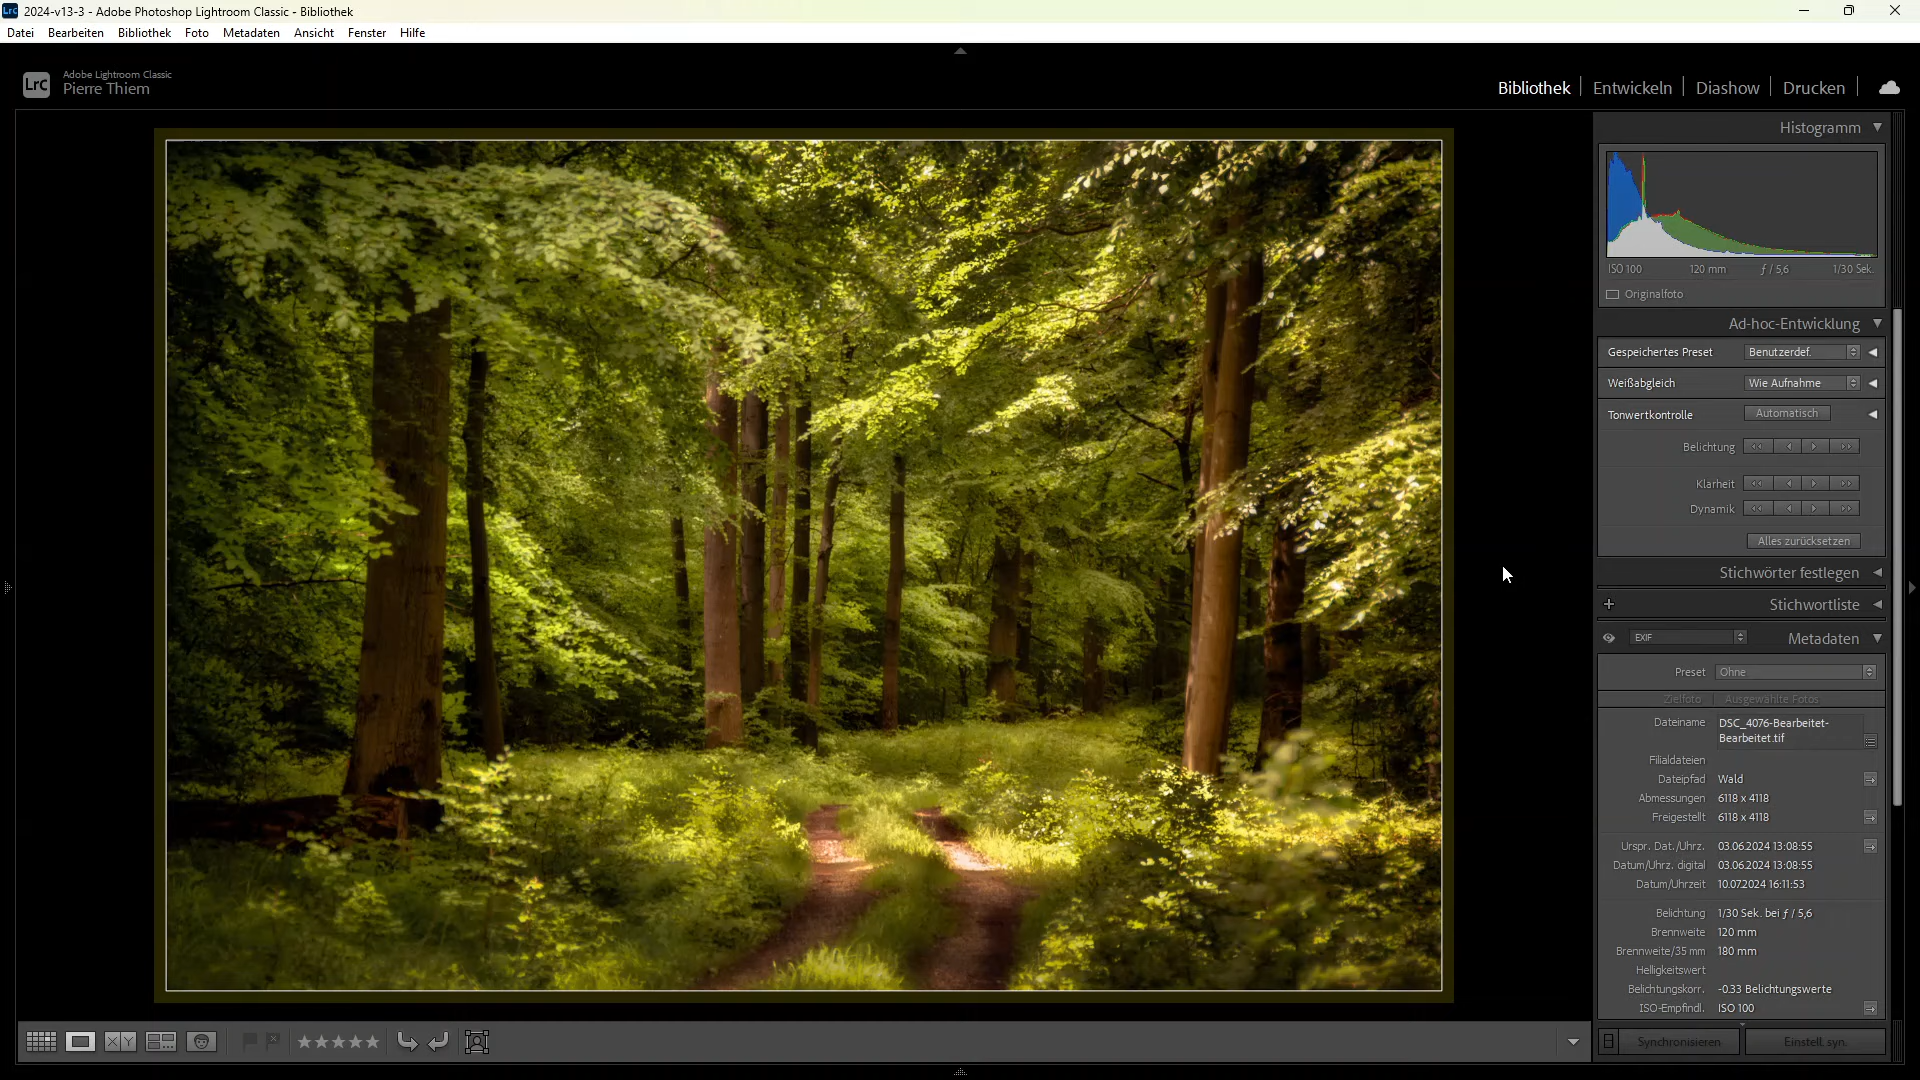 2024-v13-3 - Adobe Photoshop Lightroom Classic - Bibliothek
Datei Bearbeiten Bibliothek Foto Metadaten Ansicht Fenster Hilfe
LrC Adobe Lightroom Classic
Pierre Thiem
Bibliothek Entwickeln Diashow Drucken
Histogramm
ISO 100 120 mm ƒ / 5,6 1/30 Sek.
Originalfoto
Ad-hoc-Entwicklung
Gespeichertes Preset Benutzerdef.
Weißabgleich Wie Aufnahme
Tonwertkontrolle Automatisch
Belichtung
Klarheit
Dynamik
Alles zurücksetzen
Stichwörter festlegen
Stichwortliste
EXIF Metadaten
Preset Ohne
Zielfoto Ausgewählte Fotos
Dateiname DSC_4076-Bearbeitet-
Bearbeitet.tif
Filialdateien
Dateipfad Wald
Abmessungen 6118 x 4118
Freigestellt 6118 x 4118
Urspr. Dat./Uhrz. 03.06.2024 13:08:55
Datum/Uhrz. digital 03.06.2024 13:08:55
Datum/Uhrzeit 10.07.2024 16:11:53
Belichtung 1/30 Sek. bei ƒ / 5,6
Brennweite 120 mm
Brennweite/35 mm 180 mm
Helligkeitswert
Belichtungskorr. -0.33 Belichtungswerte
ISO-Empfindl. ISO 100
XY
Synchronisieren Einstell. syn.